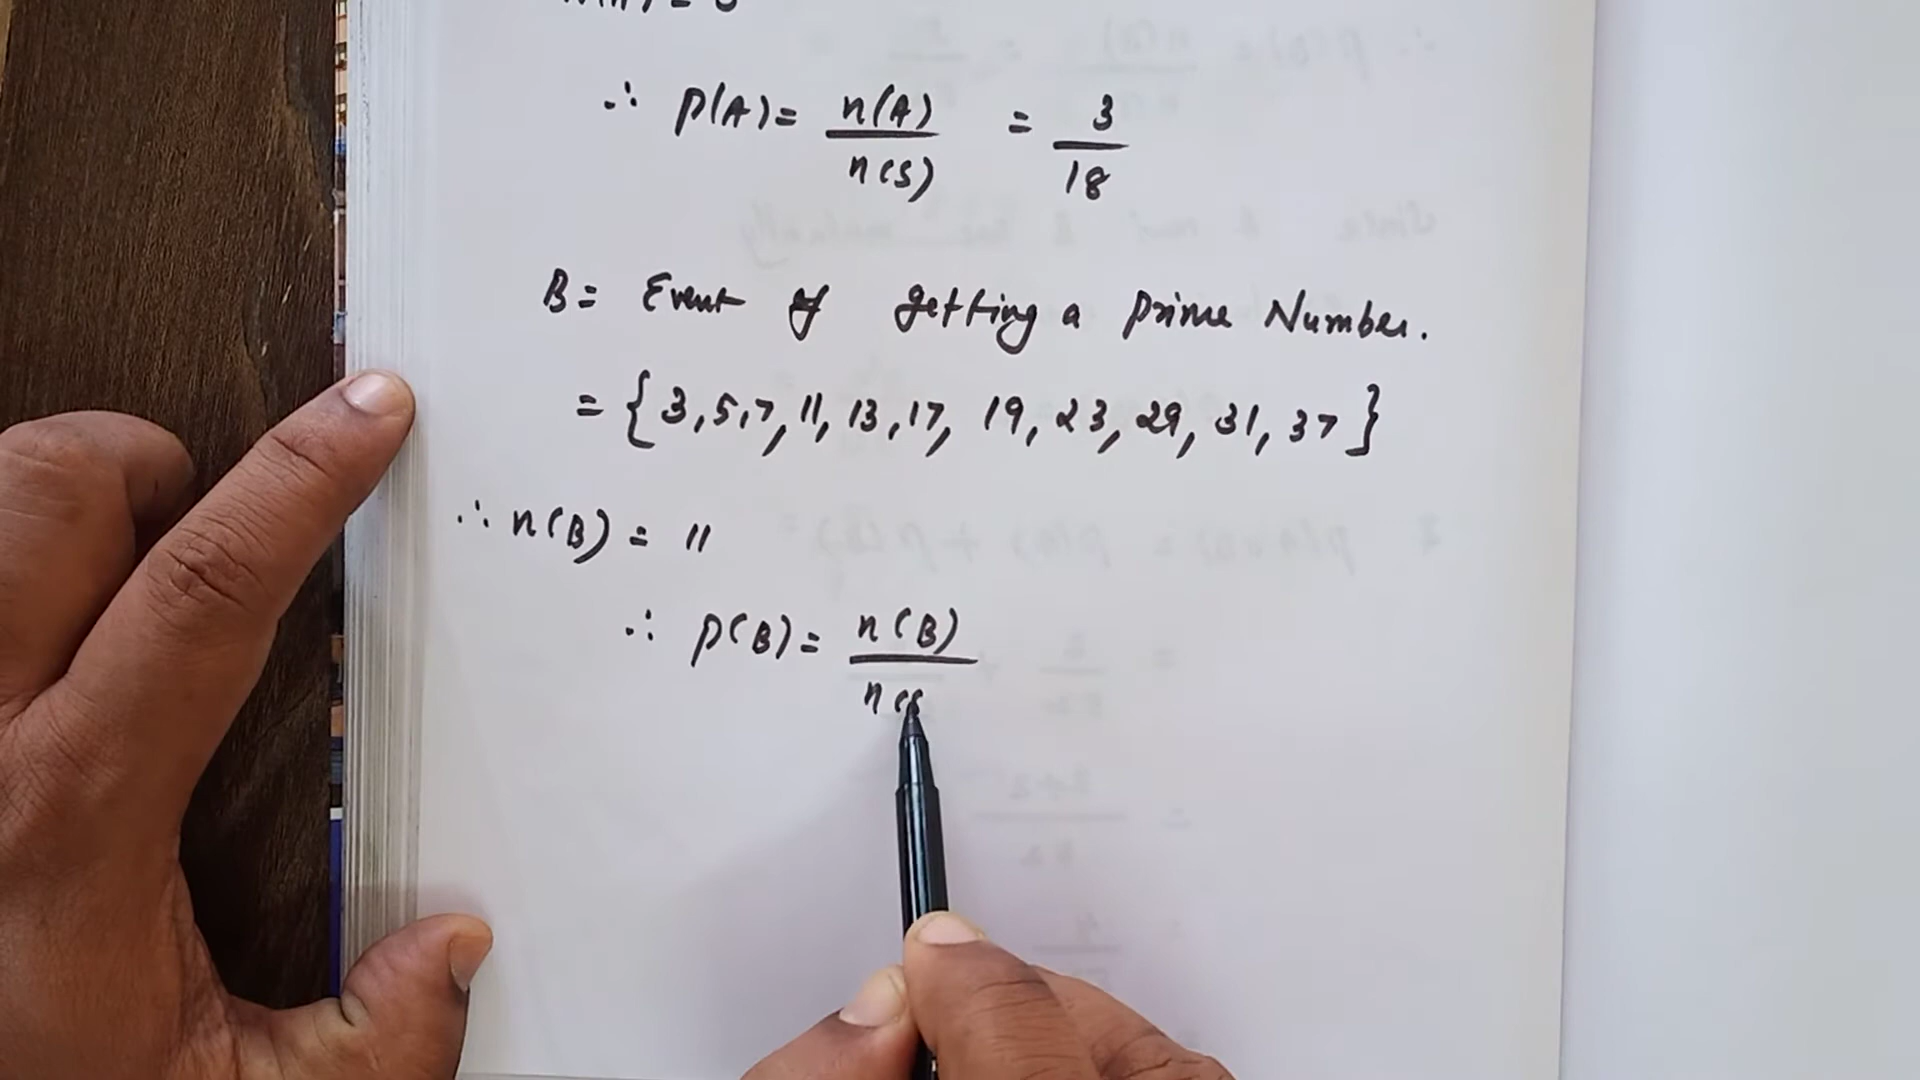 ∴ P(A) = n(A)/n(S) = 3/18
B = Event of getting a prime Number.
= {3, 5, 7, 11, 13, 17, 19, 23, 29, 31, 37}
∴ n(B) = 11
∴ P(B) = n(B)/n(S